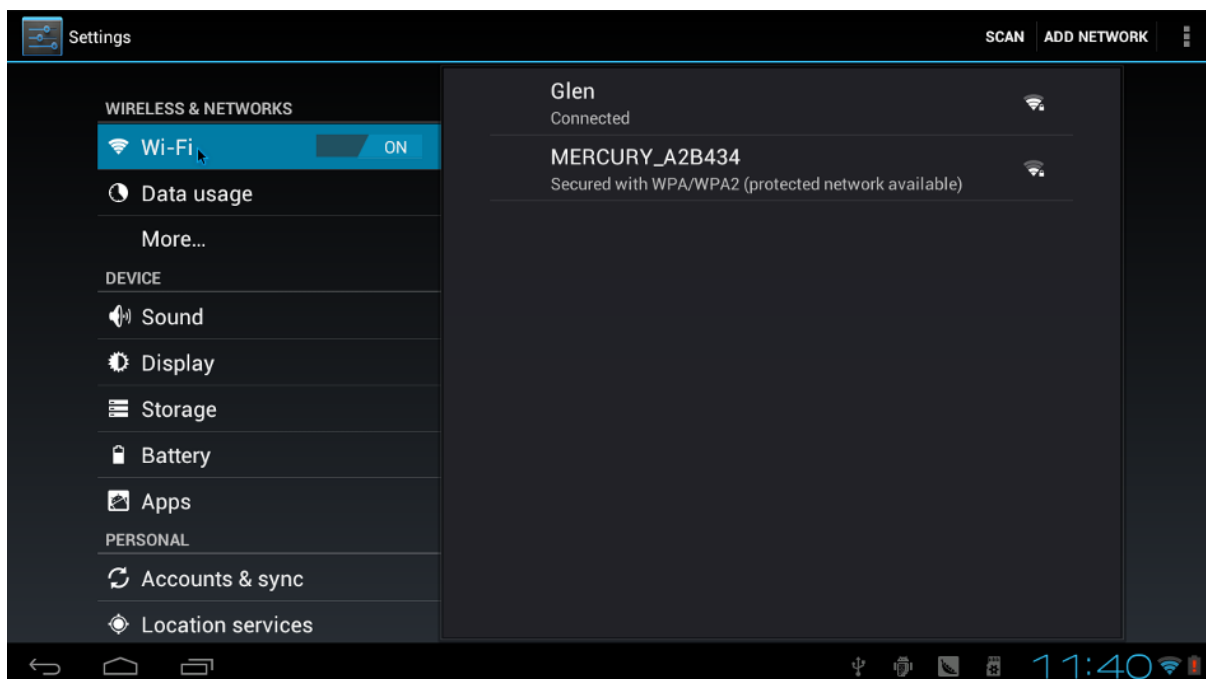 Settings
SCAN
ADD NETWORK
WIRELESS & NETWORKS
Wi-Fi
ON
Data usage
More...
DEVICE
Sound
Display
Storage
Battery
Apps
PERSONAL
Accounts & sync
Location services
Glen
Connected
MERCURY_A2B434
Secured with WPA/WPA2 (protected network available)
11:40